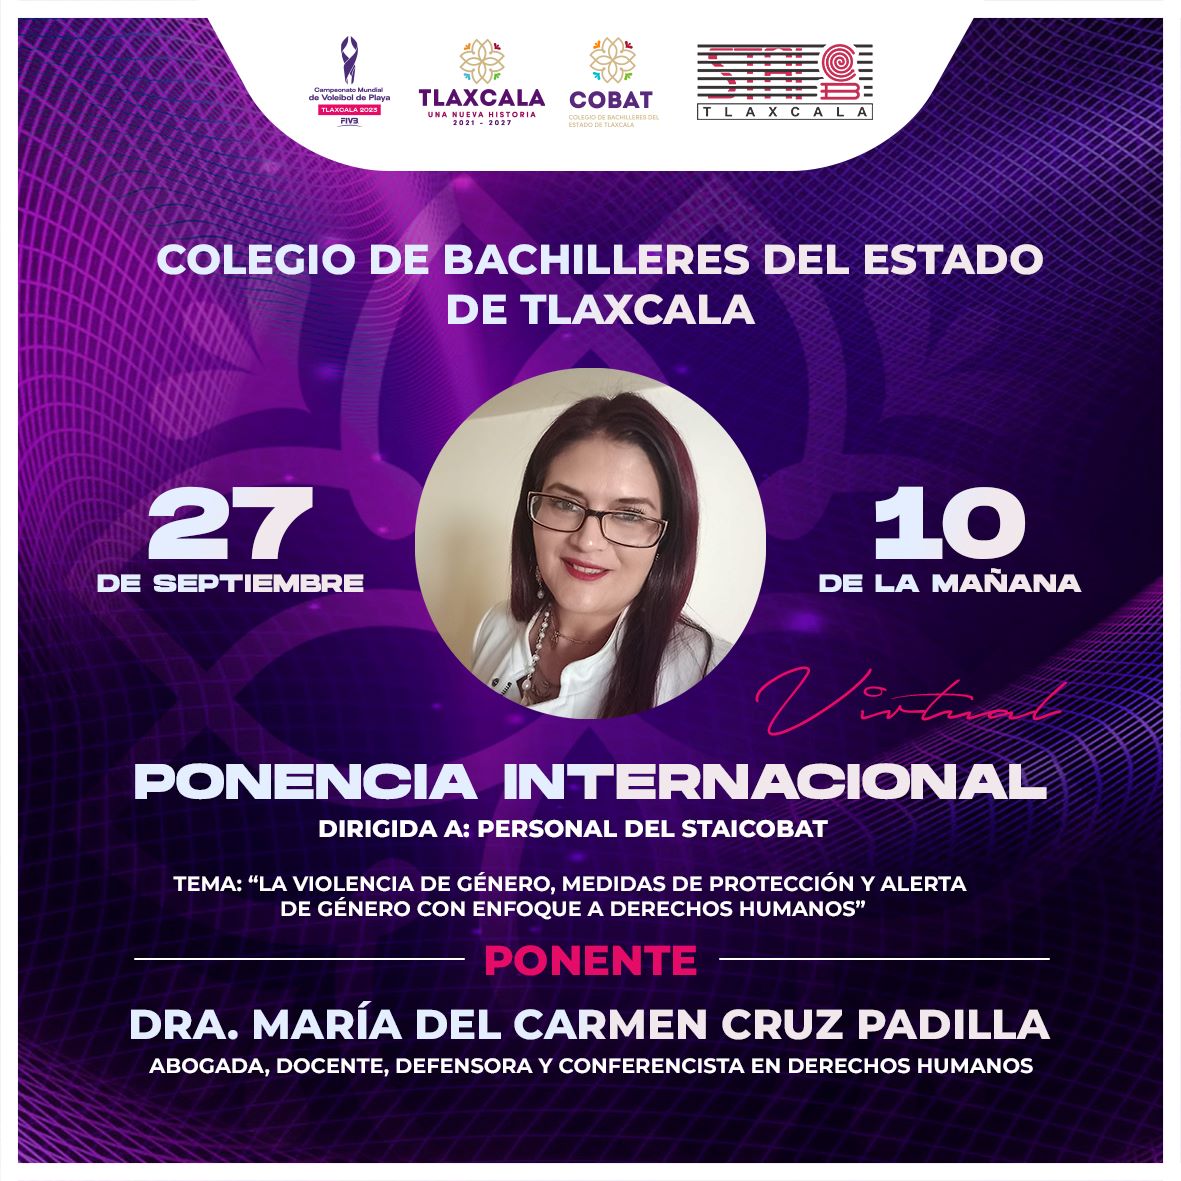 Campeonato Mundial
de Voleibol de Playa
TLAXCALA 2023
FIVB
TLAXCALA
UNA NUEVA HISTORIA
2021 - 2027
COBAT
COLEGIO DE BACHILLERES DEL
ESTADO DE TLAXCALA
STAICOB
TLAXCALA
COLEGIO DE BACHILLERES DEL ESTADO
DE TLAXCALA
27
DE SEPTIEMBRE
10
DE LA MAÑANA
Virtual
PONENCIA INTERNACIONAL
DIRIGIDA A: PERSONAL DEL STAICOBAT
TEMA: “LA VIOLENCIA DE GÉNERO, MEDIDAS DE PROTECCIÓN Y ALERTA
DE GÉNERO CON ENFOQUE A DERECHOS HUMANOS”
PONENTE
DRA. MARÍA DEL CARMEN CRUZ PADILLA
ABOGADA, DOCENTE, DEFENSORA Y CONFERENCISTA EN DERECHOS HUMANOS